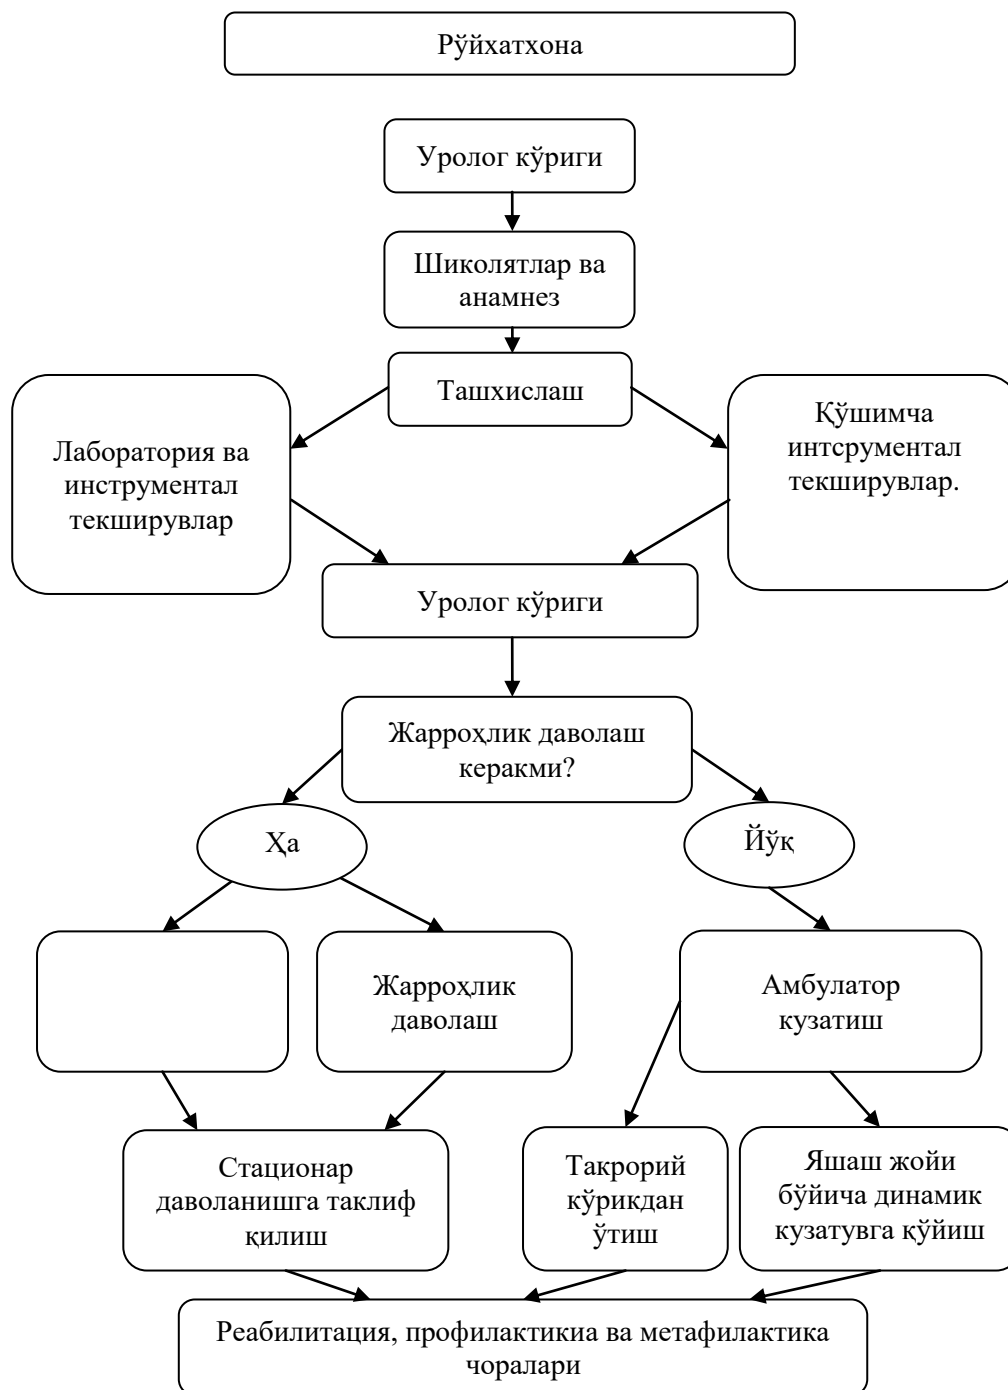 Рўйхатхона
Уролог кўриги
Шиколятлар ва
анамнез
Ташхислаш
Лаборатория ва
инструментал
текширувлар
Қўшимча
интсрументал
текширувлар.
Уролог кўриги
Жарроҳлик даволаш
керакми?
Ҳа
Йўқ
Жарроҳлик
даволаш
Амбулатор
кузатиш
Стационар
даволанишга таклиф
қилиш
Такрорий
кўрикдан
ўтиш
Яшаш жойи
бўйича динамик
кузатувга қўйиш
Реабилитация, профилактикиа ва метафилактика
чоралари